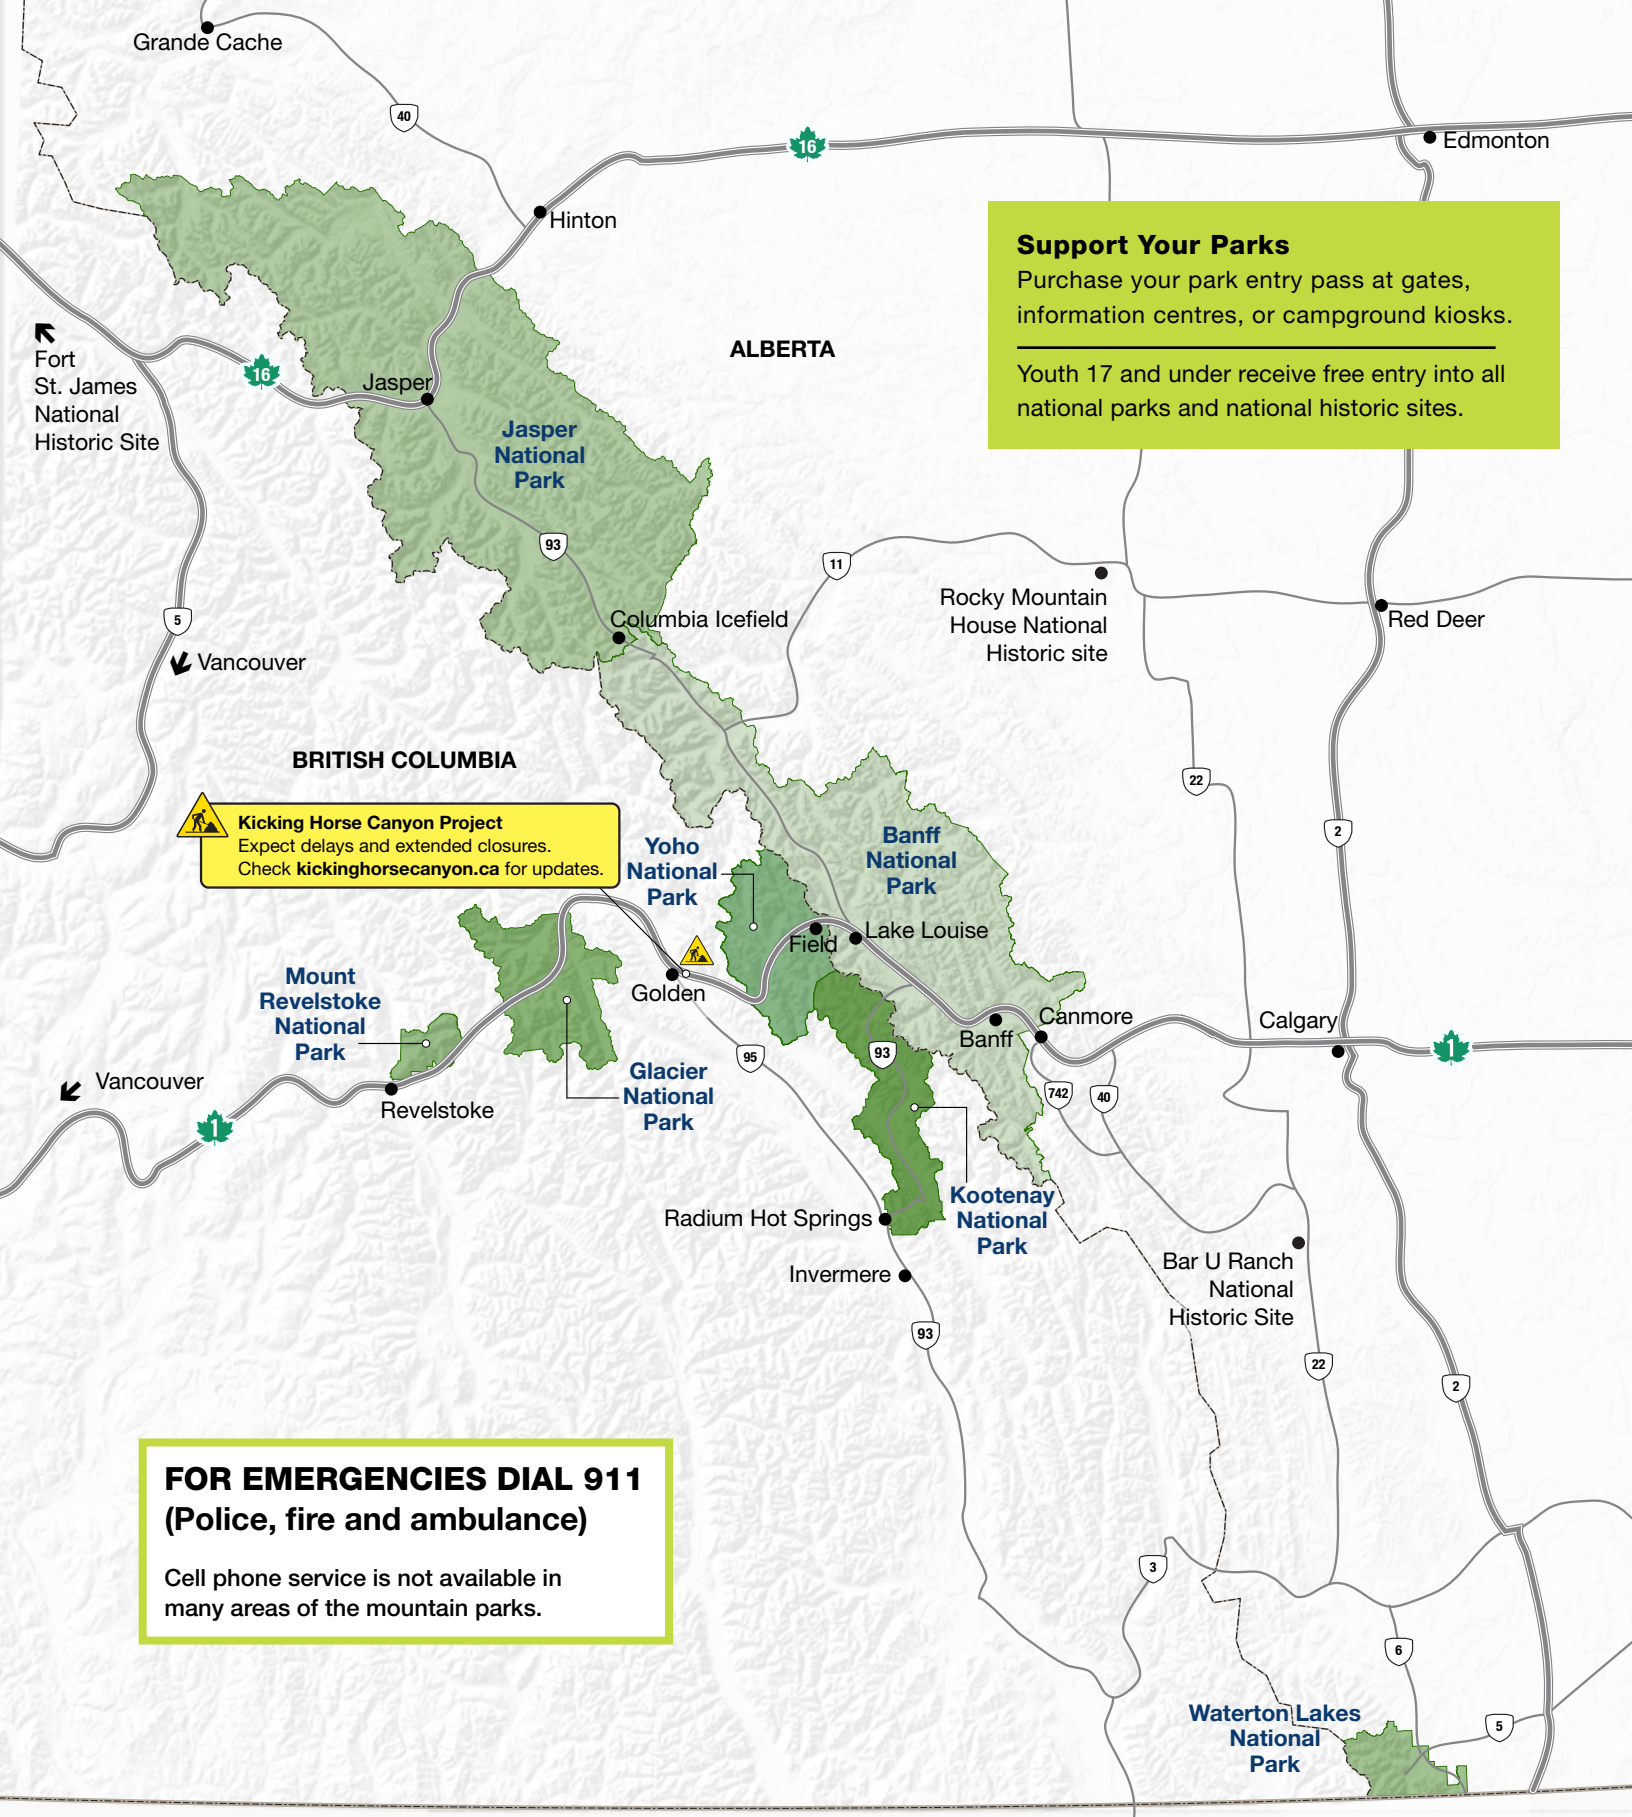 Grande Cache
40
16
Edmonton
Hinton
Support Your Parks
Purchase your park entry pass at gates,
information centres, or campground kiosks.
Youth 17 and under receive free entry into all
national parks and national historic sites.
ALBERTA
Fort
St. James
National
Historic Site
16
Jasper
Jasper
National
Park
93
11
Rocky Mountain
House National
Historic site
Red Deer
5
Columbia Icefield
Vancouver
BRITISH COLUMBIA
22
2
Kicking Horse Canyon Project
Expect delays and extended closures.
Check kickinghorsecanyon.ca for updates.
Yoho
National
Park
Banff
National
Park
Field
Lake Louise
Golden
Mount
Revelstoke
National
Park
Banff
Canmore
Calgary
1
95
93
742
40
Glacier
National
Park
Vancouver
1
Revelstoke
Kootenay
National
Park
Radium Hot Springs
Invermere
Bar U Ranch
National
Historic Site
93
22
2
FOR EMERGENCIES DIAL 911
(Police, fire and ambulance)
Cell phone service is not available in
many areas of the mountain parks.
3
6
Waterton Lakes
National
Park
5